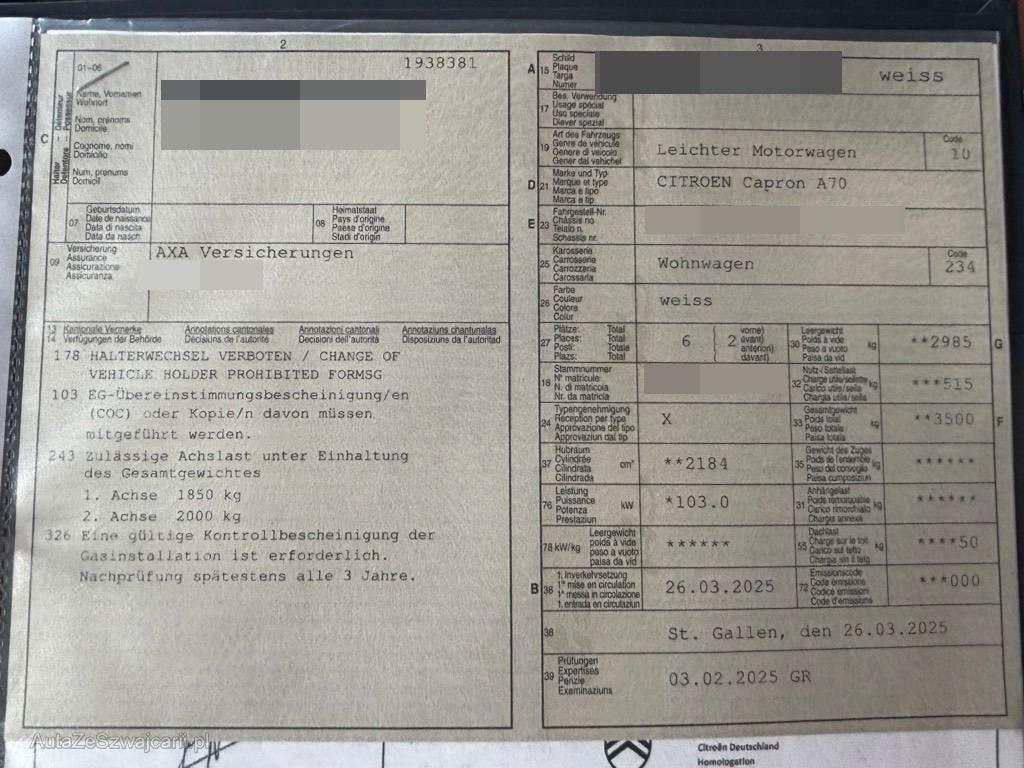 2
01-06
1938381
C
Halter – Détenteur
Detentore – Possessur
Name, Vornamen
Wohnort
Nom, prénoms
Domicile
Cognome, nomi
Domicilio
Num, prenums
Domicil
07
Geburtsdatum
Date de naissance
Data di nascita
Data da nasch.
08
Heimatstaat
Pays d'origine
Paese d'origine
Stadi d'origin
09
Versicherung
Assurance
Assicurazione
Assicuranza
AXA Versicherungen
13 Kantonale Vermerke Annotations cantonales Annotazioni cantonali Annotaziuns chantunalas
14 Verfügungen der Behörde Décisions de l'autorité Decisioni dell'autorità Disposiziuns da l'autoritad
178 HALTERWECHSEL VERBOTEN / CHANGE OF
VEHICLE HOLDER PROHIBITED FORMSG
103 EG-Übereinstimmungsbescheinigung/en
(COC) oder Kopie/n davon müssen
mitgeführt werden.
243 Zulässige Achslast unter Einhaltung
des Gesamtgewichtes
1. Achse 1850 kg
2. Achse 2000 kg
326 Eine gültige Kontrollbescheinigung der
Gasinstallation ist erforderlich.
Nachprüfung spätestens alle 3 Jahre.
3
A 15
Schild
Plaque
Targa
Numer
weiss
17
Bes. Verwendung
Usage spécial
Uso speciale
Diever spezial
19
Art des Fahrzeugs
Genre de véhicule
Genere di veicolo
Gener dal vehichel
Leichter Motorwagen
Code
10
D 21
Marke und Typ
Marque et type
Marca e tipo
Marca e tip
CITROEN Capron A70
E 23
Fahrgestell-Nr.
Châssis no
Telaio n.
Schassis nr.
25
Karosserie
Carrosserie
Carrozzeria
Carossaria
Wohnwagen
Code
234
26
Farbe
Couleur
Colore
Colur
weiss
27
Plätze: Total
Places: Total
Posti: Totale
Plazs: Total
6
2
vorne)
avant)
anteriori)
davant)
30
Leergewicht
Poids à vide
Peso a vuoto
Paisa da vid
kg
**2985
G
18
Stammnummer
N° matricule
N. di matricola
Nr. da matricla
32
Nutz-/Sattellast
Charge utile/sellette
Carico utile/sella
Chargia utila/sella
kg
***515
24
Typengenehmigung
Réception par type
Approvazione del tipo
Approvaziun dal tip
X
33
Gesamtgewicht
Poids total
Peso totale
Paisa totala
kg
**3500
F
37
Hubraum
Cylindrée
Cilindrata
Cilindrada
cm³
**2184
35
Gewicht des Zuges
Poids de l'ensemble
Peso del convoglio
Paisa cumposiziun
kg
******
76
Leistung
Puissance
Potenza
Prestaziun
kW
*103.0
31
Anhängelast
Poids remorquable
Carico rimorchiato
Chargia annexa
kg
******
78 kW/kg
Leergewicht
poids à vide
peso a vuoto
paisa da vid
******
55
Dachlast
Charge sur le toit
Carico sul tetto
Chargia sin il tetg
kg
****50
B 36
1. Inverkehrsetzung
1re mise en circulation
1a messa in circolazione
1. entrada en circulaziun
26.03.2025
72
Emissionscode
Code émissions
Codice emissioni
Code d'emissiuns
***000
38
St. Gallen, den 26.03.2025
39
Prüfungen
Expertises
Perizie
Examinaziuns
03.02.2025 GR
AutaZeSzwajcarii.pl
Citroën Deutschland
Homologation